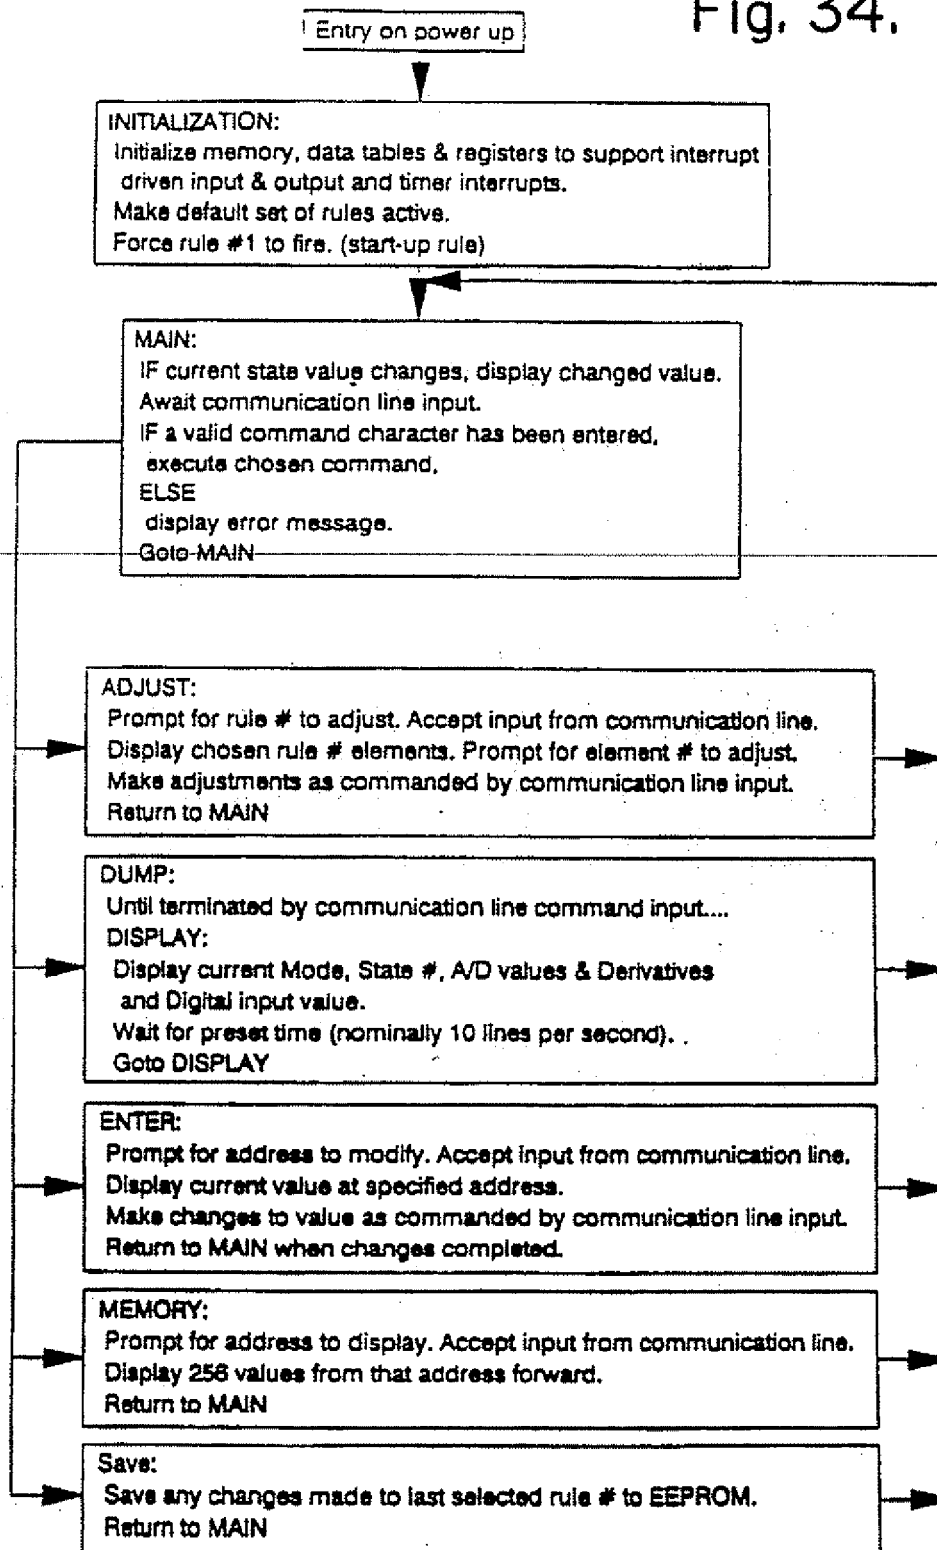 Fig. 34.
Entry on power up
INITIALIZATION:
Initialize memory, data tables & registers to support interrupt
driven input & output and timer interrupts.
Make default set of rules active.
Force rule #1 to fire. (start-up rule)
MAIN:
IF current state value changes, display changed value.
Await communication line input.
IF a valid command character has been entered,
execute chosen command,
ELSE
display error message.
Goto MAIN
ADJUST:
Prompt for rule # to adjust. Accept input from communication line.
Display chosen rule # elements. Prompt for element # to adjust.
Make adjustments as commanded by communication line input.
Return to MAIN
DUMP:
Until terminated by communication line command input....
DISPLAY:
Display current Mode, State #, A/D values & Derivatives
and Digital input value.
Wait for preset time (nominally 10 lines per second).
Goto DISPLAY
ENTER:
Prompt for address to modify. Accept input from communication line.
Display current value at specified address.
Make changes to value as commanded by communication line input.
Return to MAIN when changes completed.
MEMORY:
Prompt for address to display. Accept input from communication line.
Display 256 values from that address forward.
Return to MAIN
Save:
Save any changes made to last selected rule # to EEPROM.
Return to MAIN